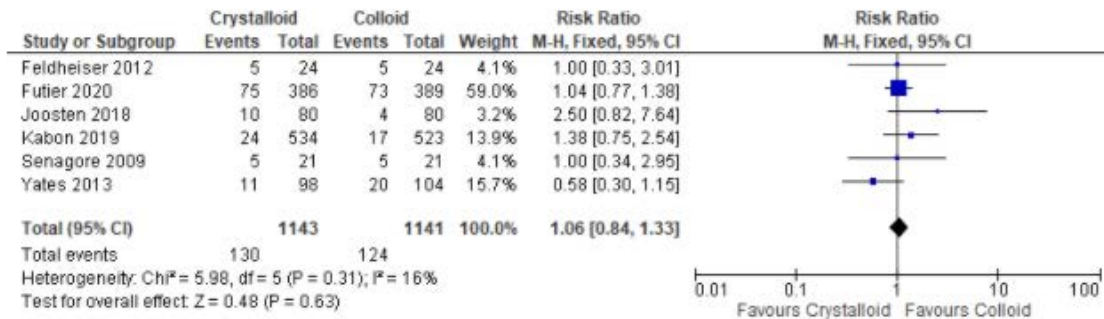 Crystalloid Colloid Risk Ratio Risk Ratio
Study or Subgroup Events Total Events Total Weight M-H, Fixed, 95% CI M-H, Fixed, 95% CI
Feldheiser 2012 5 24 5 24 4.1% 1.00 [0.33, 3.01]
Futier 2020 75 386 73 389 59.0% 1.04 [0.77, 1.38]
Joosten 2018 10 80 4 80 3.2% 2.50 [0.82, 7.64]
Kabon 2019 24 534 17 523 13.9% 1.38 [0.75, 2.54]
Senagore 2009 5 21 5 21 4.1% 1.00 [0.34, 2.95]
Yates 2013 11 98 20 104 15.7% 0.58 [0.30, 1.15]
Total (95% CI) 1143 1141 100.0% 1.06 [0.84, 1.33]
Total events 130 124
Heterogeneity: Chi² = 5.98, df = 5 (P = 0.31); I² = 16%
Test for overall effect: Z = 0.48 (P = 0.63)
0.01 0.1 1 10 100
Favours Crystalloid Favours Colloid